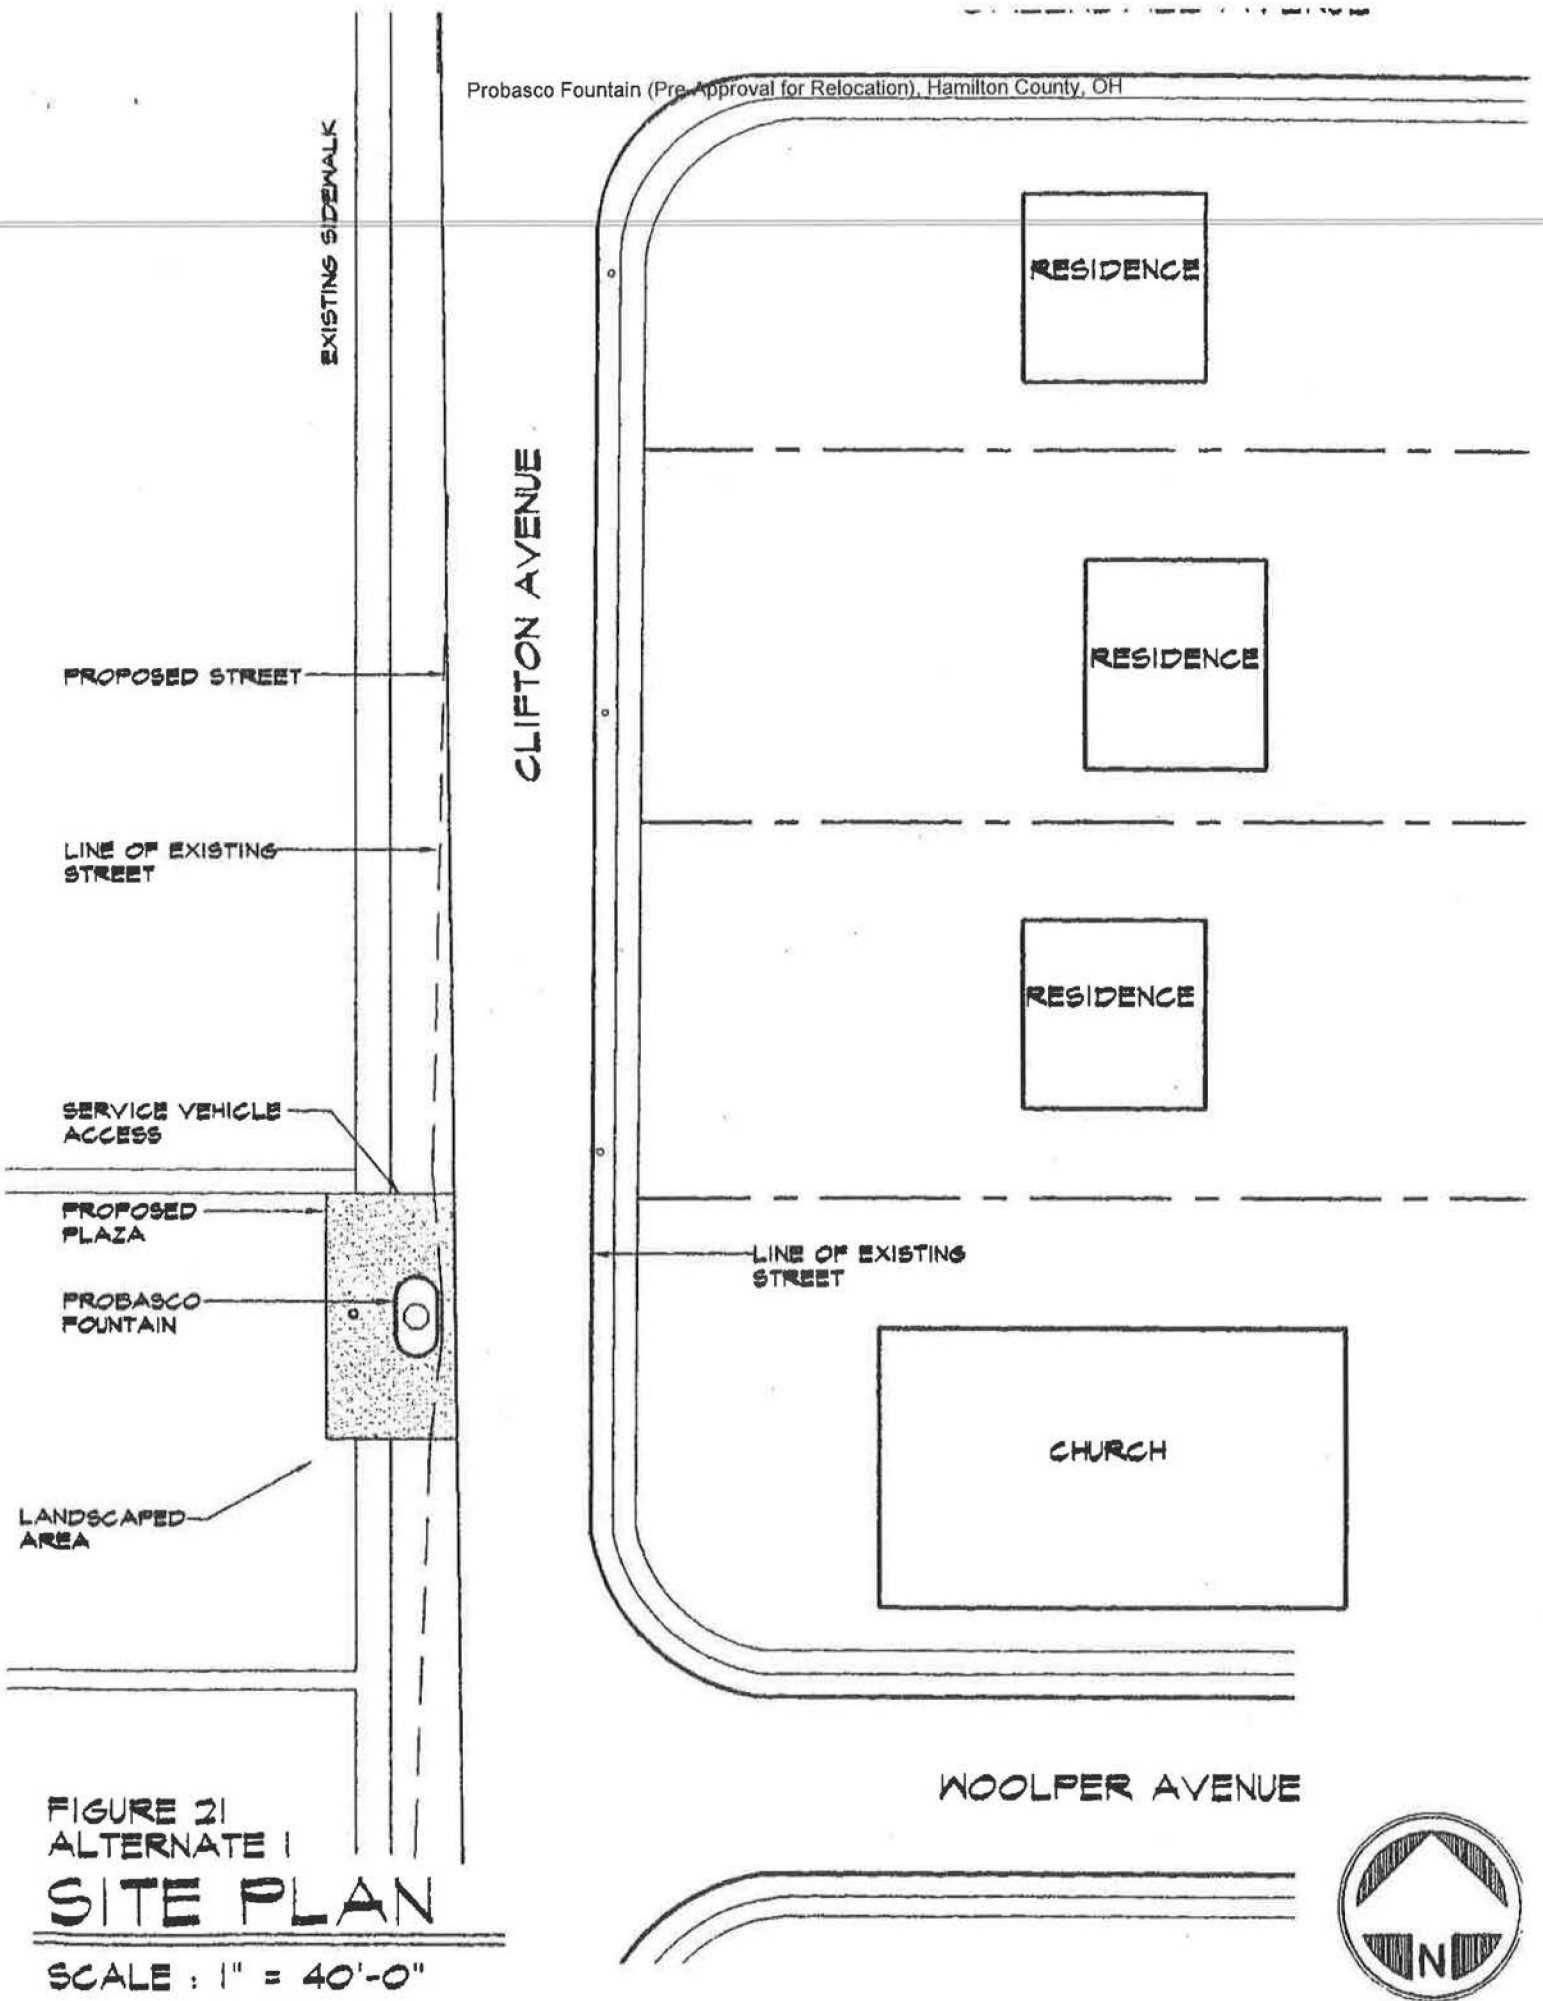 Probasco Fountain (Pre-Approval for Relocation), Hamilton County, OH
EXISTING SIDEWALK
RESIDENCE
CLIFTON AVENUE
RESIDENCE
PROPOSED STREET
LINE OF EXISTING
STREET
RESIDENCE
SERVICE VEHICLE
ACCESS
PROPOSED
PLAZA
LINE OF EXISTING
STREET
PROBASCO
FOUNTAIN
CHURCH
LANDSCAPED
AREA
WOOLPER AVENUE
FIGURE 21
ALTERNATE 1
SITE PLAN
SCALE : 1" = 40'-0"
N